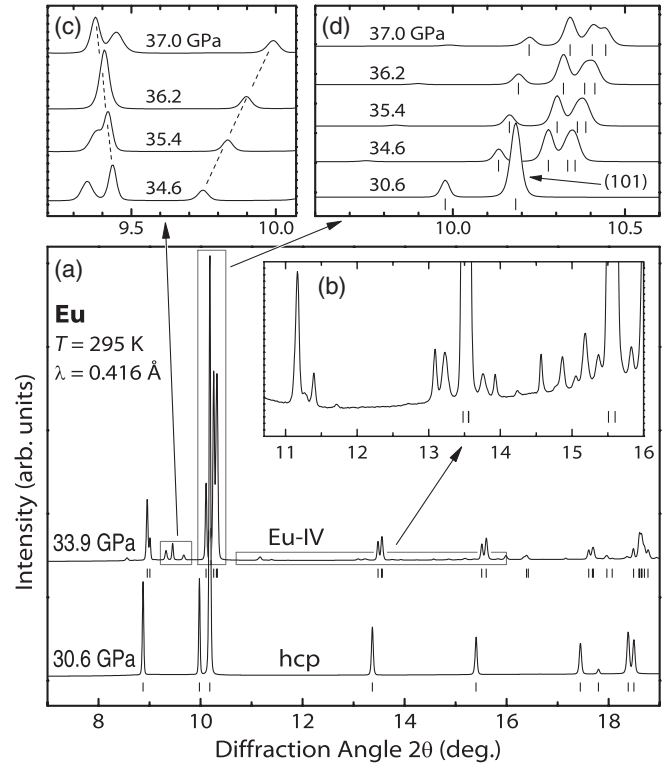 (c)
37.0 GPa
36.2
35.4
34.6
9.5
10.0
(d)
37.0 GPa
36.2
35.4
34.6
30.6
(101)
10.0
10.5
(a)
Eu
T = 295 K
λ = 0.416 Å
(b)
11
12
13
14
15
16
33.9 GPa
Eu-IV
30.6 GPa
hcp
8
10
12
14
16
18
Intensity (arb. units)
Diffraction Angle 2θ (deg.)